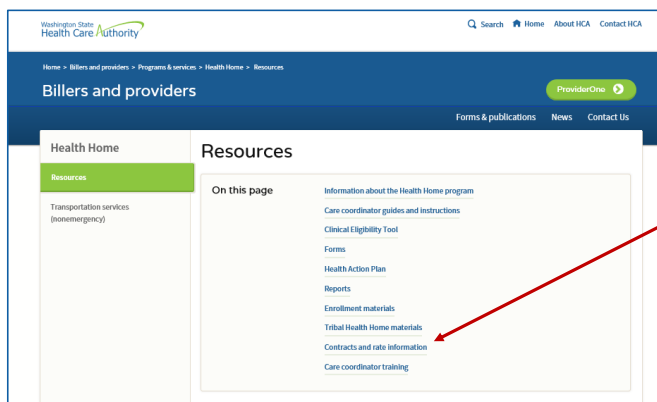 Washington State
Health Care Authority
Search Home About HCA Contact HCA
Home > Billers and providers > Programs & services > Health Home > Resources
Billers and providers
ProviderOne
Forms & publications News Contact Us
Health Home
Resources
Transportation services
(nonemergency)
Resources
On this page
Information about the Health Home program
Care coordinator guides and instructions
Clinical Eligibility Tool
Forms
Health Action Plan
Reports
Enrollment materials
Tribal Health Home materials
Contracts and rate information
Care coordinator training